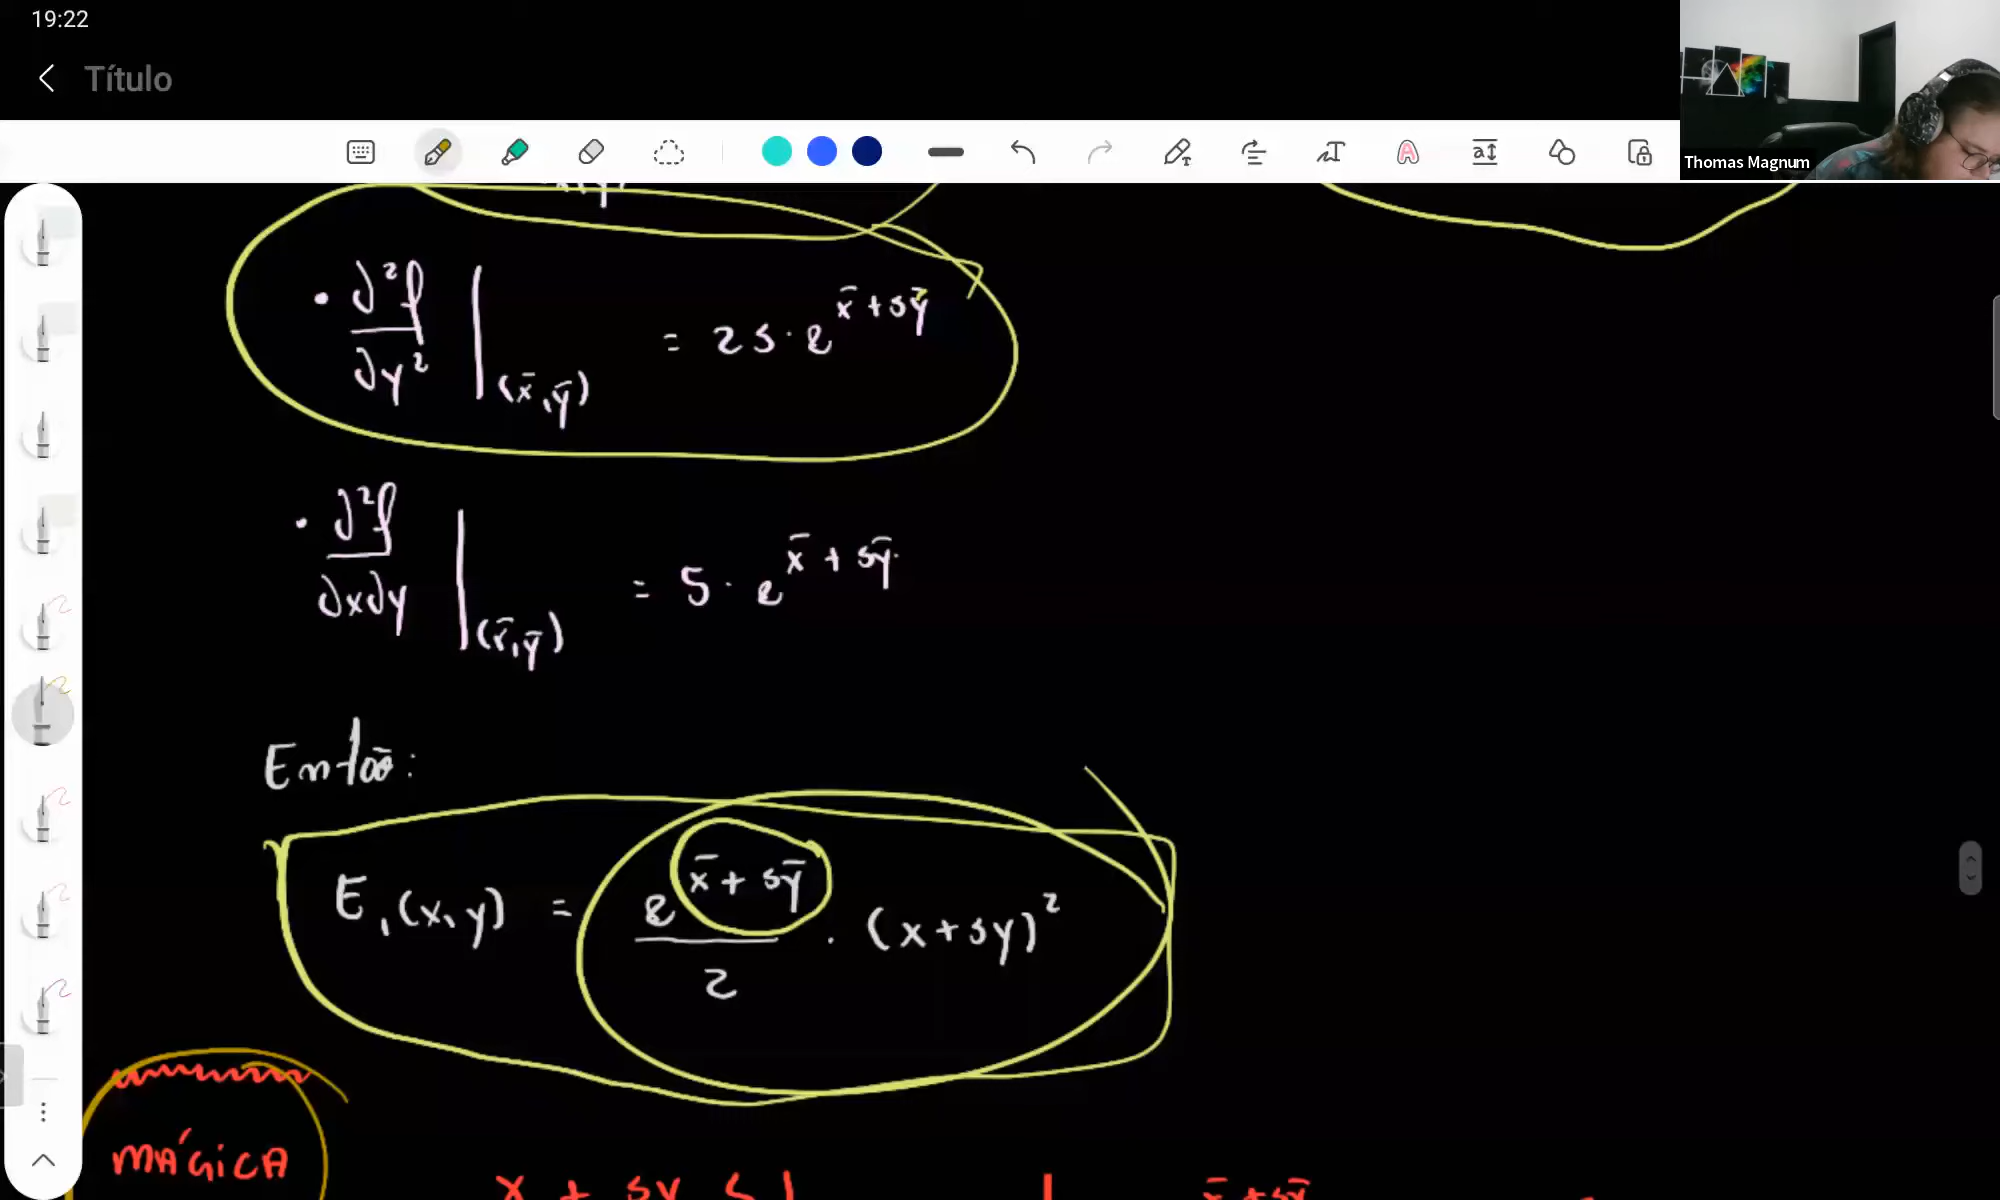 19:22
Título
Thomas Magnum
• ∂²f / ∂y² |(x̄,ȳ) = 25 · e^(x̄ + 5ȳ)
• ∂²f / ∂x∂y |(x̄,ȳ) = 5 · e^(x̄ + 5ȳ)
Então:
E₁(x,y) = e^(x̄ + 5ȳ) / 2 · (x+5y)²
MÁGICA